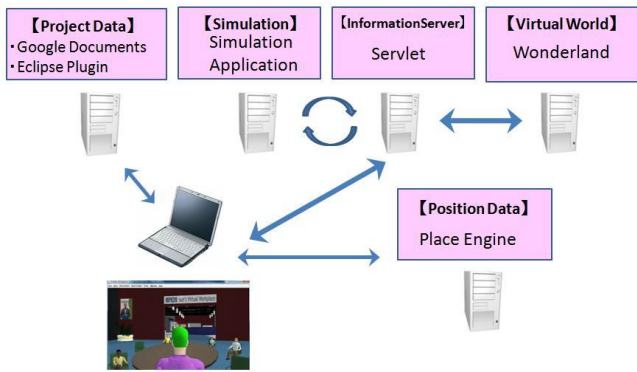 【Project Data】
・Google Documents
・Eclipse Plugin
【Simulation】
Simulation
Application
【InformationServer】
Servlet
【Virtual World】
Wonderland
【Position Data】
Place Engine